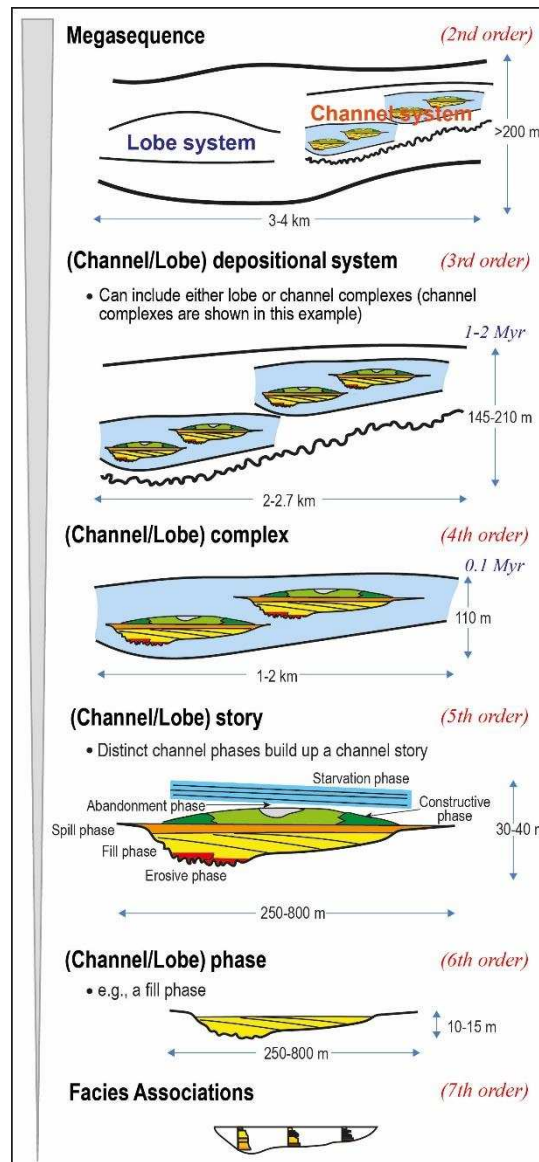 Megasequence (2nd order)
Lobe system
Channel system
>200 m
3-4 km
(Channel/Lobe) depositional system (3rd order)
• Can include either lobe or channel complexes (channel
complexes are shown in this example)
1-2 Myr
145-210 m
2-2.7 km
(Channel/Lobe) complex (4th order)
0.1 Myr
110 m
1-2 km
(Channel/Lobe) story (5th order)
• Distinct channel phases build up a channel story
Starvation phase
Abandonment phase
Constructive
phase
Spill phase
30-40 m
Fill phase
Erosive phase
250-800 m
(Channel/Lobe) phase (6th order)
• e.g., a fill phase
10-15 m
250-800 m
Facies Associations (7th order)